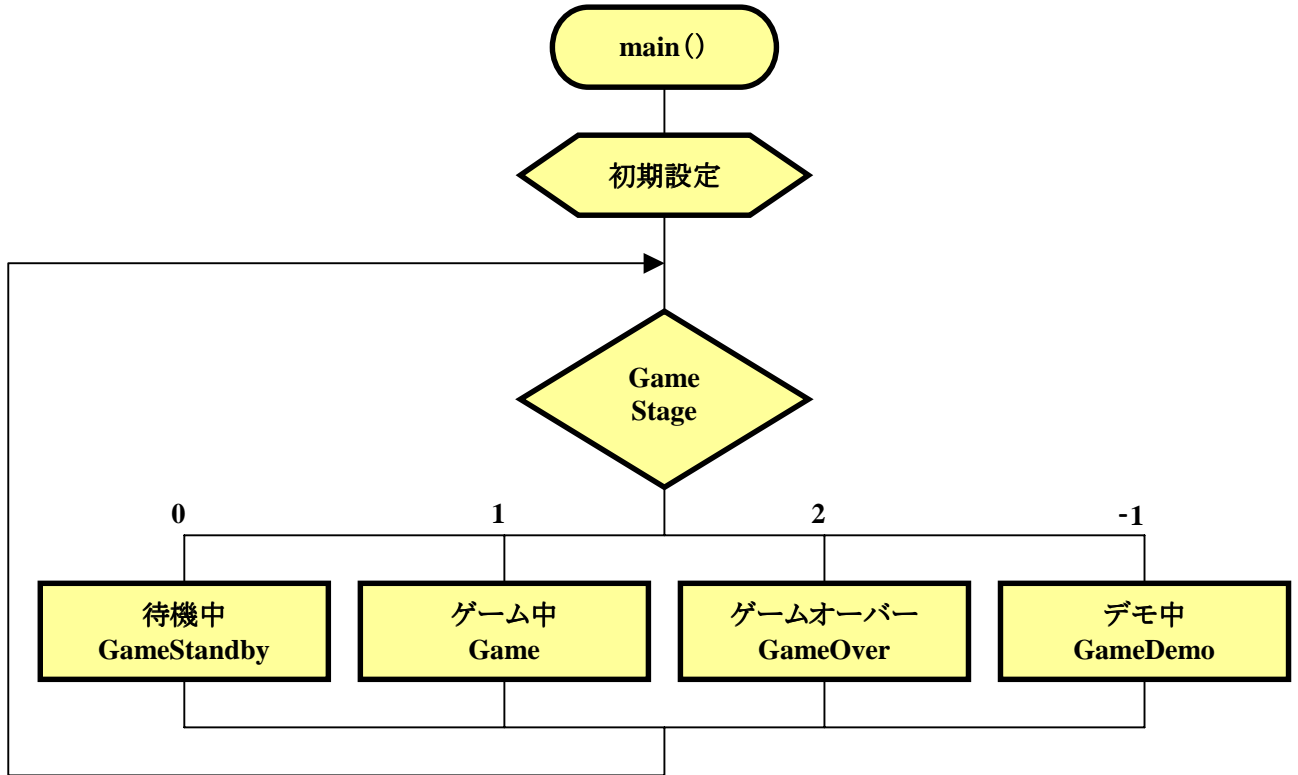 main()
初期設定
Game
Stage
0
1
2
-1
待機中
GameStandby
ゲーム中
Game
ゲームオーバー
GameOver
デモ中
GameDemo